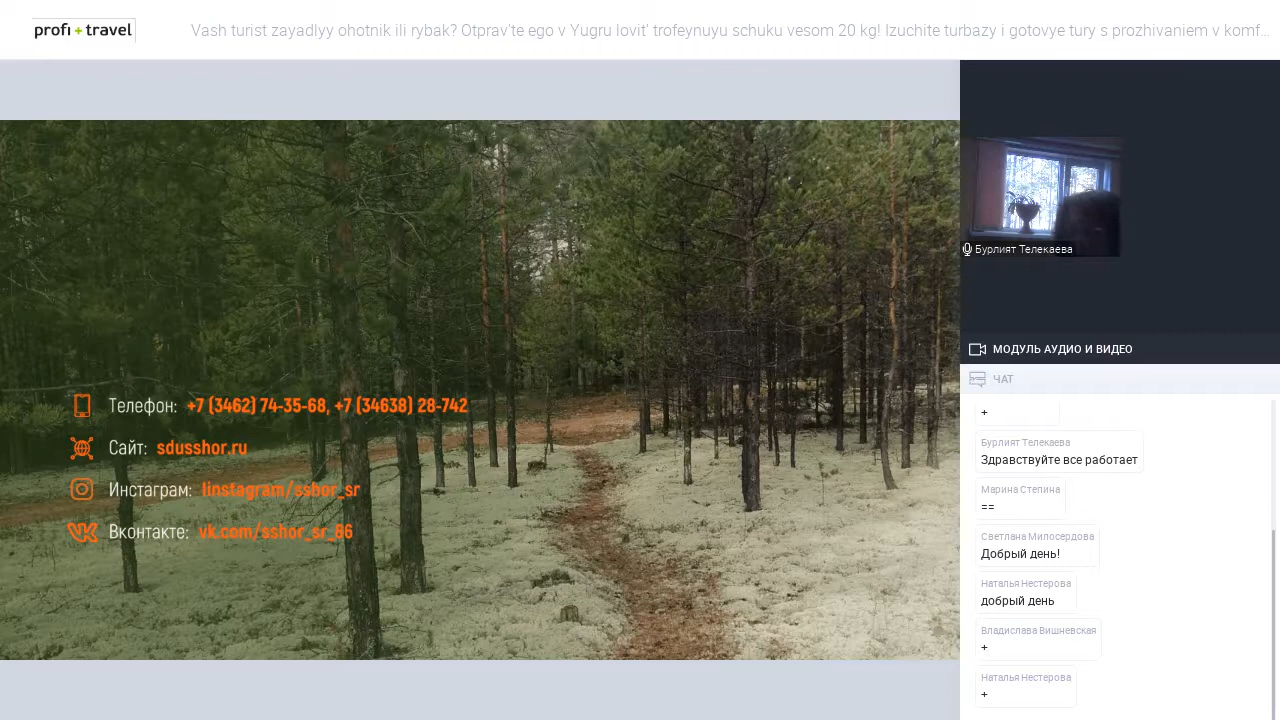 profi + travel
Vash turist zayadlyy ohotnik ili rybak? Otprav'te ego v Yugru lovit' trofeynuyu schuku vesom 20 kg! Izuchite turbazy i gotovye tury s prozhivaniem v komf...
Телефон: +7 (3462) 74-35-68, +7 (34638) 28-742
Сайт: sdusshor.ru
Инстаграм: Iinstagram/sshor_sr
Вконтакте: vk.com/sshor_sr_86
Бурлият Телекаева
МОДУЛЬ АУДИО И ВИДЕО
ЧАТ
+
Бурлият Телекаева
Здравствуйте все работает
Марина Степина
==
Светлана Милосердова
Добрый день!
Наталья Нестерова
добрый день
Владислава Вишневская
+
Наталья Нестерова
+